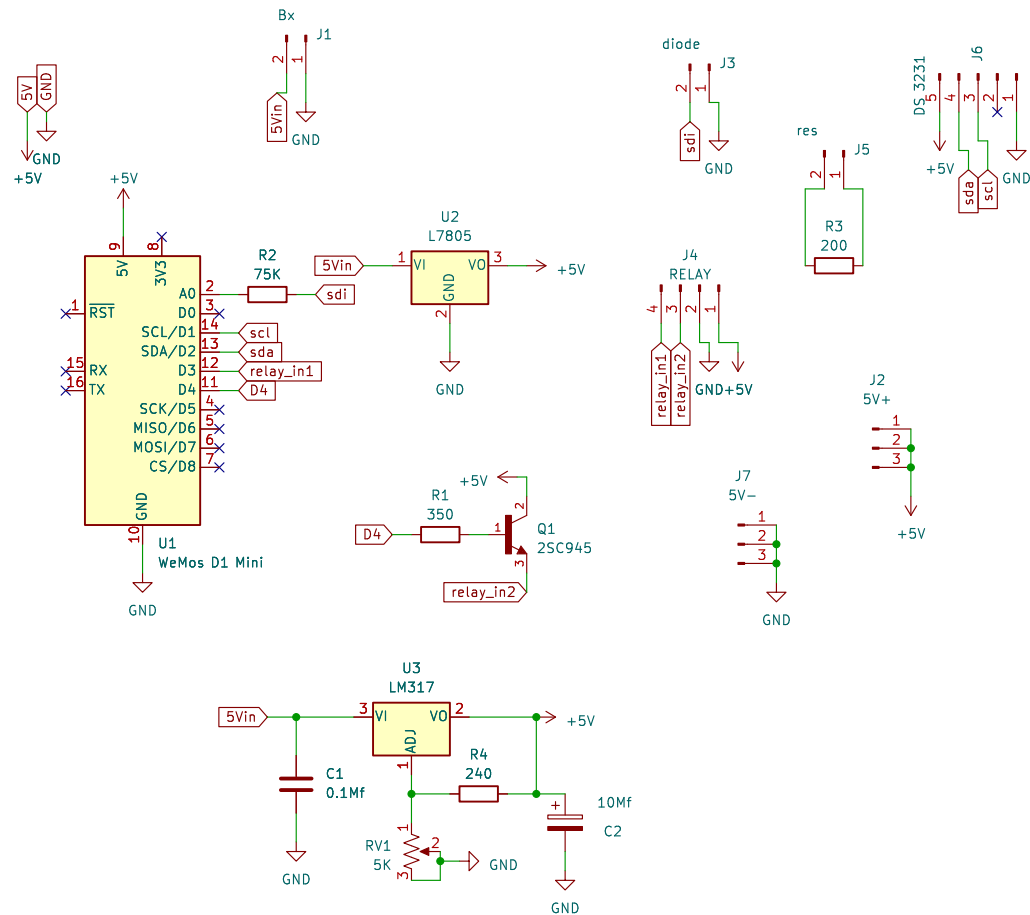 Bx
J1
2
1
5Vin
GND
5V
GND
GND
+5V
diode
J3
2
1
sdi
GND
DS 3231
J6
5
4
3
2
1
+5V
sda
scl
GND
res
J5
2
1
R3
200
+5V
9
8
5V
3V3
1
RST
15
RX
16
TX
A0
2
D0
3
SCL/D1
14
SDA/D2
13
D3
12
D4
11
SCK/D5
4
MISO/D6
5
MOSI/D7
6
CS/D8
7
GND
10
U1
WeMos D1 Mini
GND
R2
75K
sdi
scl
sda
relay_in1
D4
U2
L7805
5Vin
1
VI
VO
3
GND
2
+5V
GND
J4
RELAY
4
3
2
1
relay_in1
relay_in2
GND
+5V
J2
5V+
1
2
3
+5V
J7
5V-
1
2
3
GND
+5V
R1
350
D4
1
2
3
Q1
2SC945
relay_in2
U3
LM317
5Vin
3
VI
VO
2
ADJ
1
+5V
R4
240
C1
0.1Mf
GND
RV1
5K
1
2
3
GND
+
10Mf
C2
GND